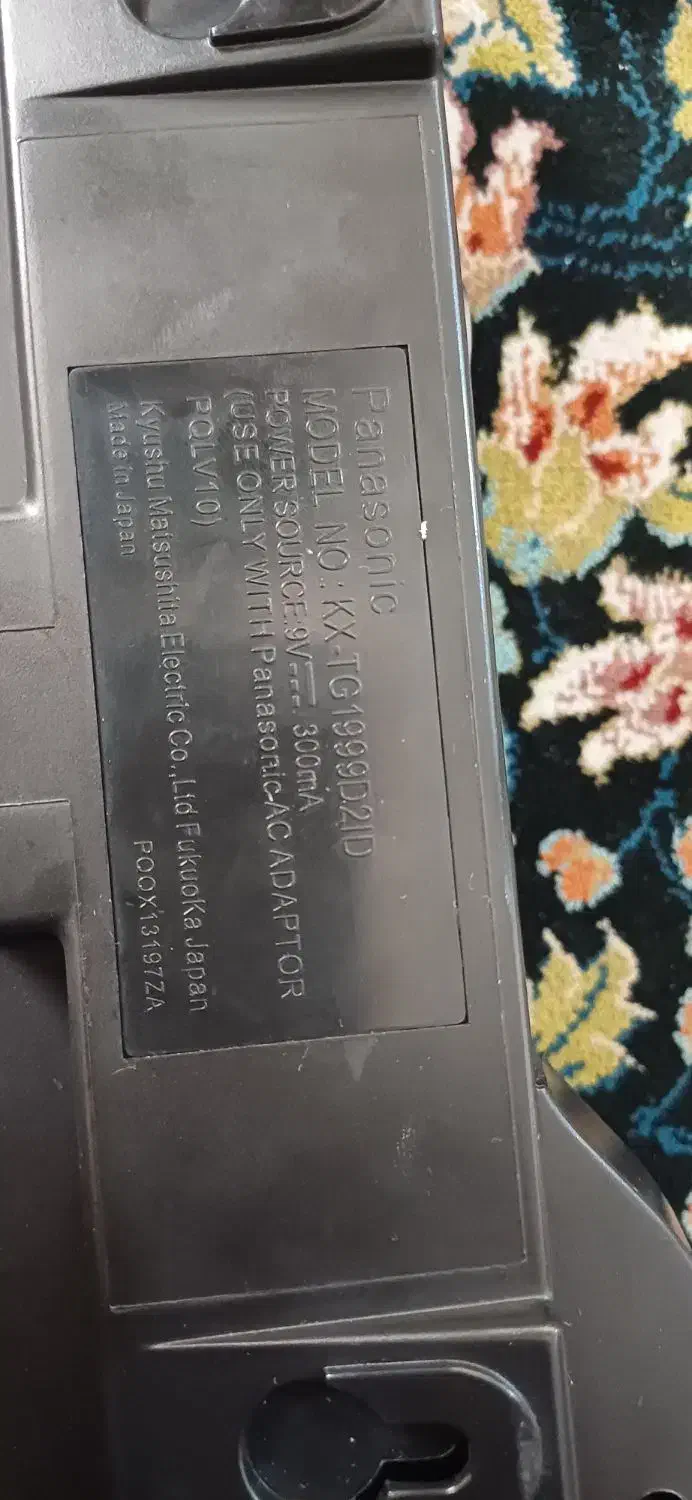 Panasonic
MODEL NO.: KX-TG1999D2ID
POWER SOURCE:9V⎓ 300mA
(USE ONLY WITH Panasonic AC ADAPTOR
PQLV10)
Kyushu Matsushita Electric Co.,Ltd Fukuoka Japan
Made in Japan
POOX13197ZA